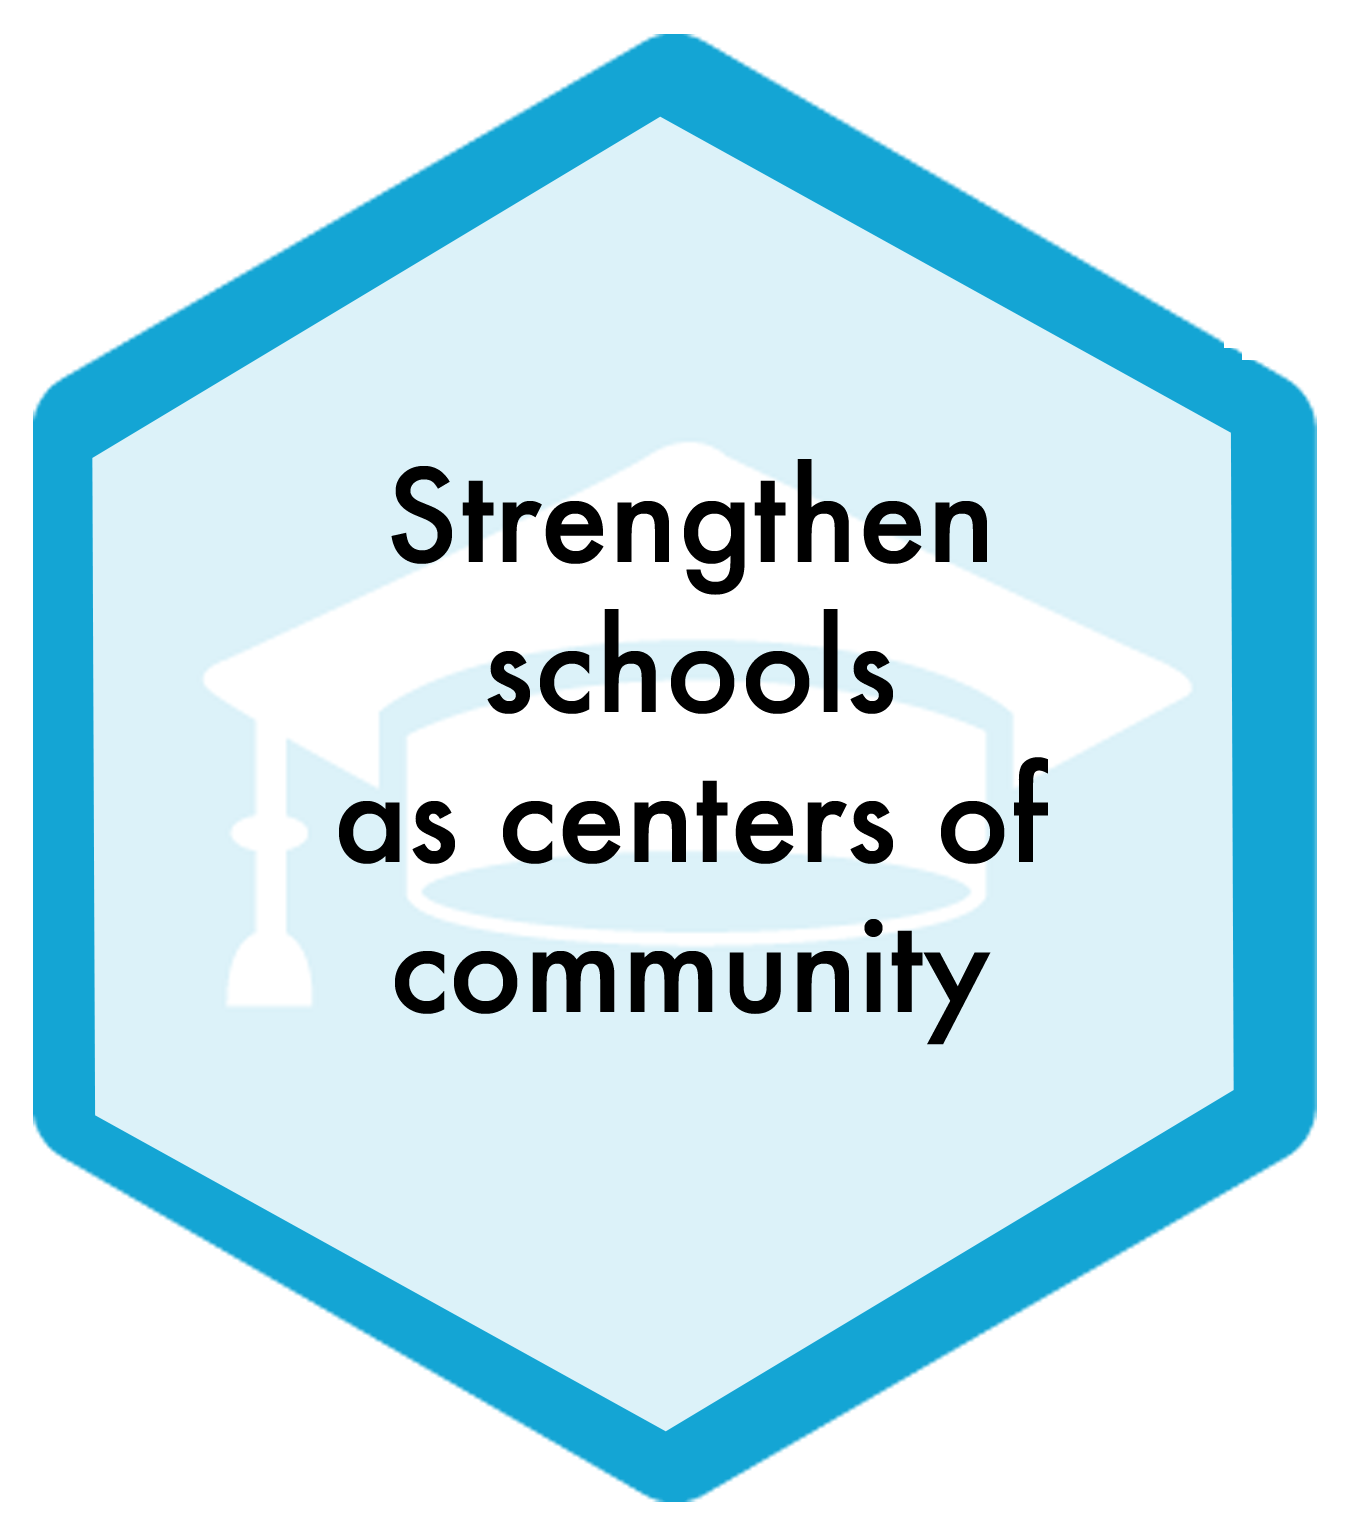 Strengthen
schools
as centers of
community